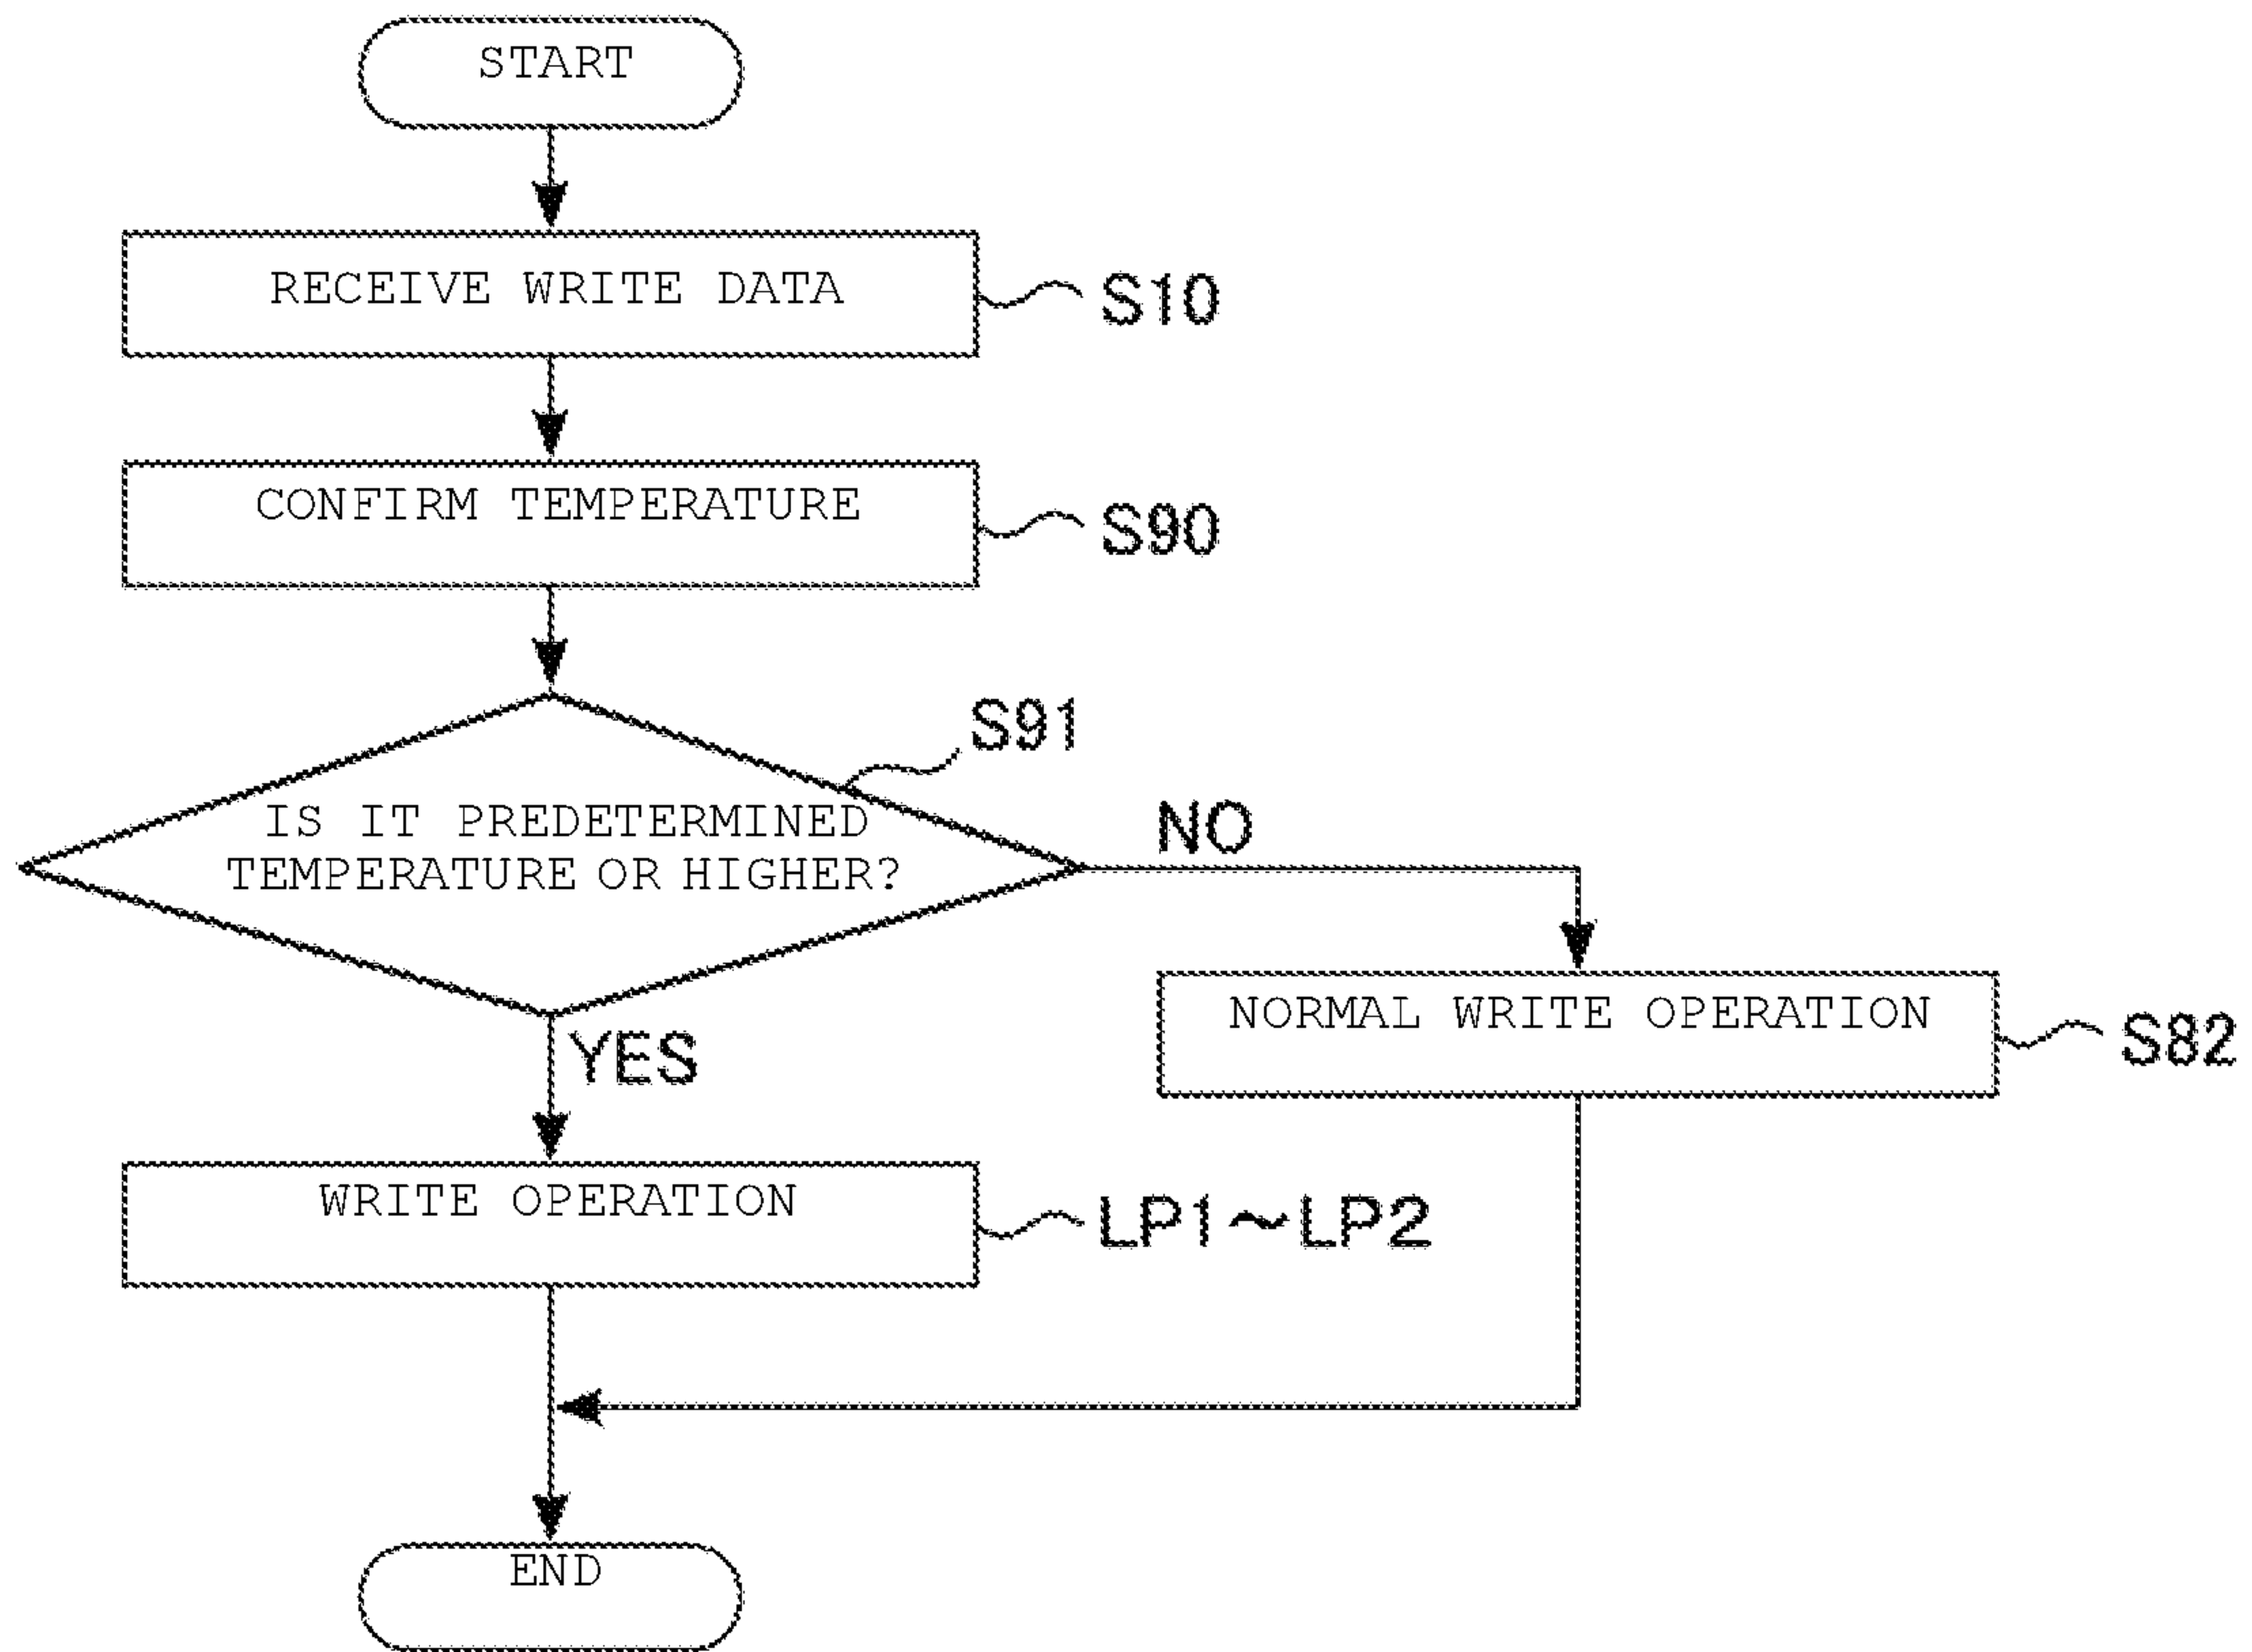 START
RECEIVE WRITE DATA
S10
CONFIRM TEMPERATURE
S90
S91
IS IT PREDETERMINED
TEMPERATURE OR HIGHER?
NO
YES
NORMAL WRITE OPERATION
S82
WRITE OPERATION
LP1~LP2
END